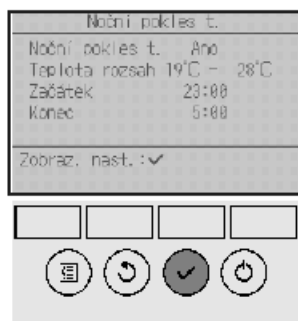 Noční pokles t.
Noční pokles t. Ano
Teplota rozsah 19°C - 28°C
Začátek 23:00
Konec 5:00
Zobraz. nast.:✔